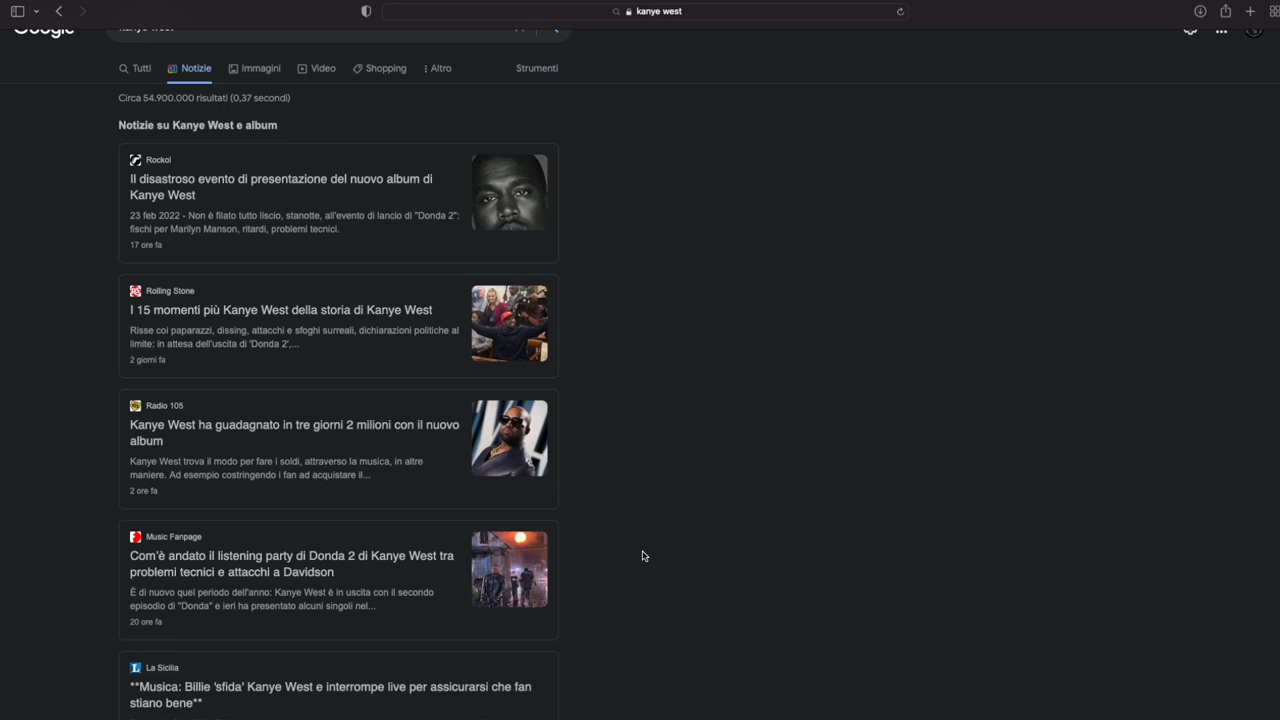 kanye west
Google
kanye west
Tutti
Notizie
Immagini
Video
Shopping
Altro
Strumenti
Circa 54.900.000 risultati (0,37 secondi)
Notizie su Kanye West e album
Rockol
Il disastroso evento di presentazione del nuovo album di
Kanye West
23 feb 2022 - Non è filato tutto liscio, stanotte, all'evento di lancio di "Donda 2":
fischi per Marilyn Manson, ritardi, problemi tecnici.
17 ore fa
Rolling Stone
I 15 momenti più Kanye West della storia di Kanye West
Risse coi paparazzi, dissing, attacchi e sfoghi surreali, dichiarazioni politiche al
limite: in attesa dell'uscita di 'Donda 2',...
2 giorni fa
Radio 105
Kanye West ha guadagnato in tre giorni 2 milioni con il nuovo
album
Kanye West trova il modo per fare i soldi, attraverso la musica, in altre
maniere. Ad esempio costringendo i fan ad acquistare il...
2 ore fa
Music Fanpage
Com'è andato il listening party di Donda 2 di Kanye West tra
problemi tecnici e attacchi a Davidson
È di nuovo quel periodo dell'anno: Kanye West è in uscita con il secondo
episodio di "Donda" e ieri ha presentato alcuni singoli nel...
20 ore fa
La Sicilia
**Musica: Billie 'sfida' Kanye West e interrompe live per assicurarsi che fan
stiano bene**